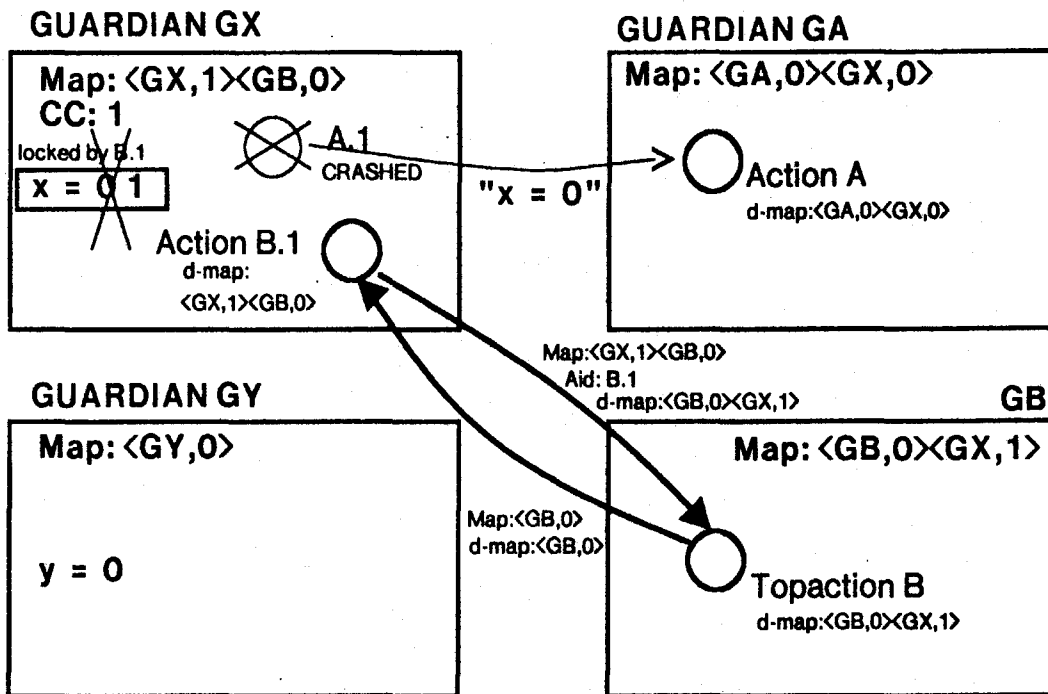 GUARDIAN GX
Map: <GX,1><GB,0>
CC: 1
locked by B.1
x = 0 1
A.1
CRASHED
Action B.1
d-map:
<GX,1><GB,0>
"x = 0"
GUARDIAN GA
Map: <GA,0><GX,0>
Action A
d-map:<GA,0><GX,0>
Map:<GX,1><GB,0>
Aid: B.1
d-map:<GB,0><GX,1>
GUARDIAN GY
Map: <GY,0>
y = 0
Map:<GB,0>
d-map:<GB,0>
GB
Map: <GB,0><GX,1>
Topaction B
d-map:<GB,0><GX,1>